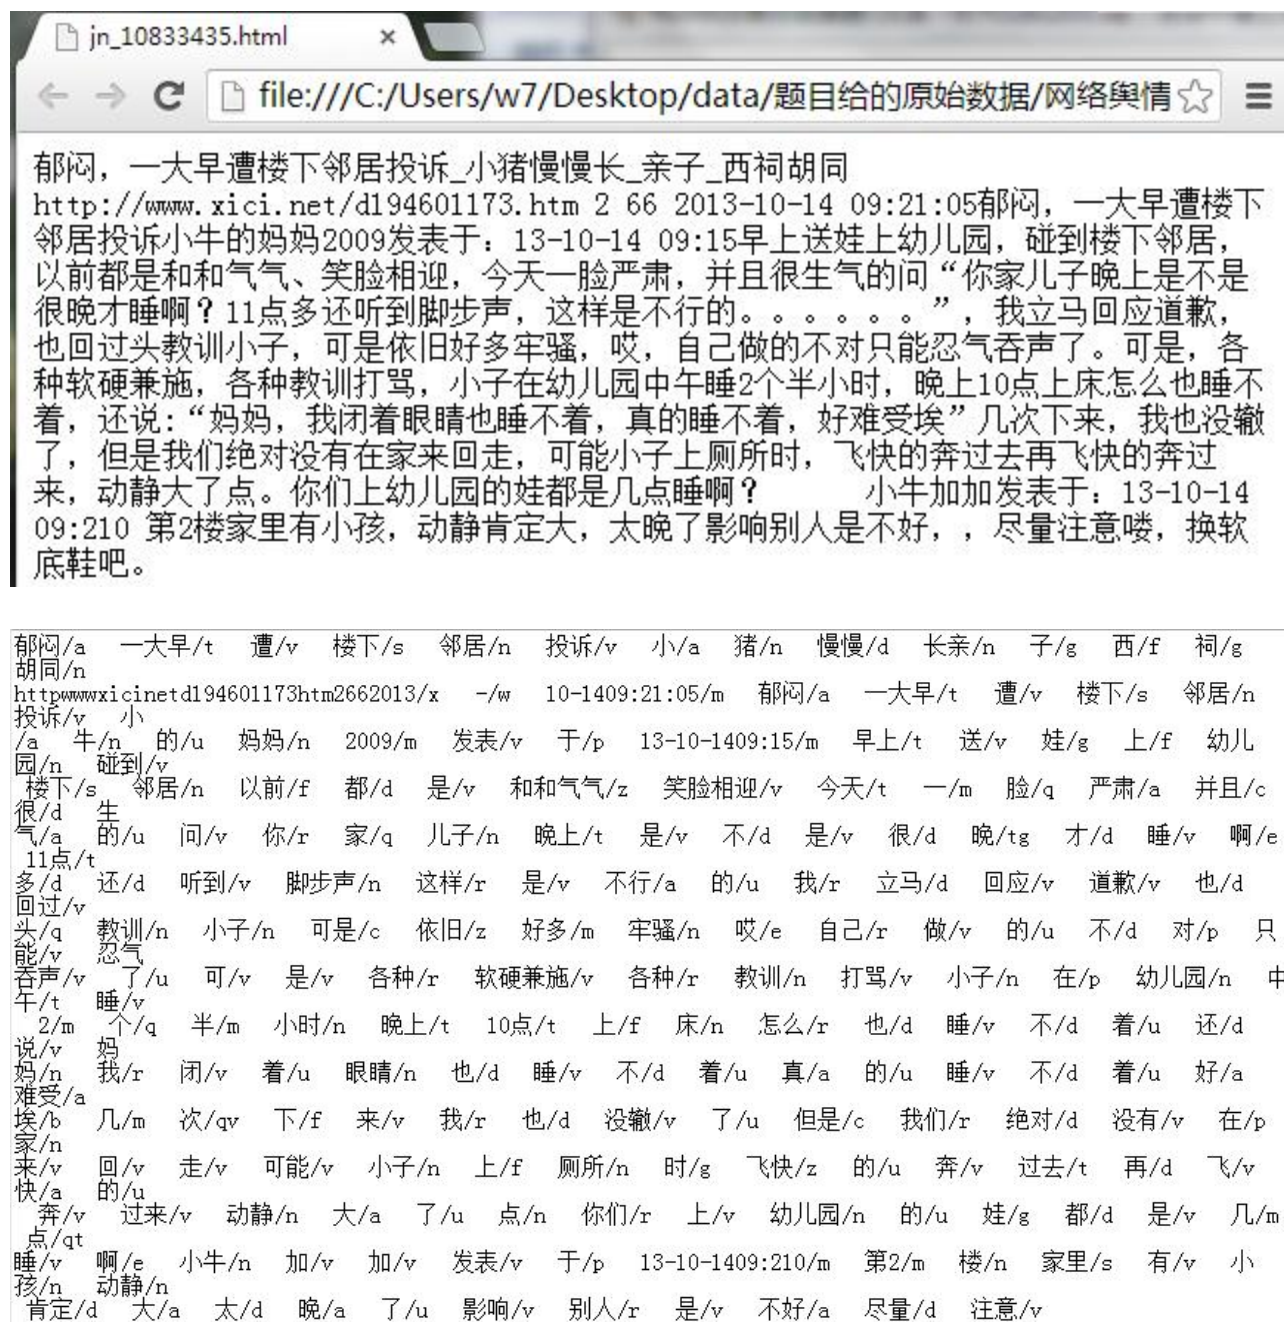 jn_10833435.html
file:///C:/Users/w7/Desktop/data/题目给的原始数据/网络舆情
郁闷，一大早遭楼下邻居投诉_小猪慢慢长_亲子_西祠胡同
http://www.xici.net/d194601173.htm 2 66 2013-10-14 09:21:05郁闷，一大早遭楼下
邻居投诉小牛的妈妈2009发表于：13-10-14 09:15早上送娃上幼儿园，碰到楼下邻居，
以前都是和和气气、笑脸相迎，今天一脸严肃，并且很生气的问“你家儿子晚上是不是
很晚才睡啊？11点多还听到脚步声，这样是不行的。。。。。。”，我立马回应道歉，
也回过头教训小子，可是依旧好多牢骚，哎，自己做的不对只能忍气吞声了。可是，各
种软硬兼施，各种教训打骂，小子在幼儿园中午睡2个半小时，晚上10点上床怎么也睡不
着，还说：“妈妈，我闭着眼睛也睡不着，真的睡不着，好难受埃”几次下来，我也没辙
了，但是我们绝对没有在家来回走，可能小子上厕所时，飞快的奔过去再飞快的奔过
来，动静大了点。你们上幼儿园的娃都是几点睡啊？ 小牛加加发表于：13-10-14
09:210 第2楼家里有小孩，动静肯定大，太晚了影响别人是不好，，尽量注意喽，换软
底鞋吧。
郁闷/a 一大早/t 遭/v 楼下/s 邻居/n 投诉/v 小/a 猪/n 慢慢/d 长亲/n 子/g 西/f 祠/g
胡同/n
httpwwwxicinetd194601173htm2662013/x -/w 10-1409:21:05/m 郁闷/a 一大早/t 遭/v 楼下/s 邻居/n
投诉/v 小
/a 牛/n 的/u 妈妈/n 2009/m 发表/v 于/p 13-10-1409:15/m 早上/t 送/v 娃/g 上/f 幼儿
园/n 碰到/v
楼下/s 邻居/n 以前/f 都/d 是/v 和和气气/z 笑脸相迎/v 今天/t 一/m 脸/q 严肃/a 并且/c
很/d 生
气/a 的/u 问/v 你/r 家/q 儿子/n 晚上/t 是/v 不/d 是/v 很/d 晚/tg 才/d 睡/v 啊/e
11点/t
多/d 还/d 听到/v 脚步声/n 这样/r 是/v 不行/a 的/u 我/r 立马/d 回应/v 道歉/v 也/d
回过/v
头/q 教训/n 小子/n 可是/c 依旧/z 好多/m 牢骚/n 哎/e 自己/r 做/v 的/u 不/d 对/p 只
能/v 忍气
吞声/v 了/u 可/v 是/v 各种/r 软硬兼施/v 各种/r 教训/n 打骂/v 小子/n 在/p 幼儿园/n 中
午/t 睡/v
2/m 个/q 半/m 小时/n 晚上/t 10点/t 上/f 床/n 怎么/r 也/d 睡/v 不/d 着/u 还/d
说/v 妈
妈/n 我/r 闭/v 着/u 眼睛/n 也/d 睡/v 不/d 着/u 真/a 的/u 睡/v 不/d 着/u 好/a
难受/a
埃/b 几/m 次/qv 下/f 来/v 我/r 也/d 没辙/v 了/u 但是/c 我们/r 绝对/d 没有/v 在/p
家/n
来/v 回/v 走/v 可能/v 小子/n 上/f 厕所/n 时/g 飞快/z 的/u 奔/v 过去/t 再/d 飞/v
快/a 的/u
奔/v 过来/v 动静/n 大/a 了/u 点/n 你们/r 上/v 幼儿园/n 的/u 娃/g 都/d 是/v 几/m
点/qt
睡/v 啊/e 小牛/n 加/v 加/v 发表/v 于/p 13-10-1409:210/m 第2/m 楼/n 家里/s 有/v 小
孩/n 动静/n
肯定/d 大/a 太/d 晚/a 了/u 影响/v 别人/r 是/v 不好/a 尽量/d 注意/v